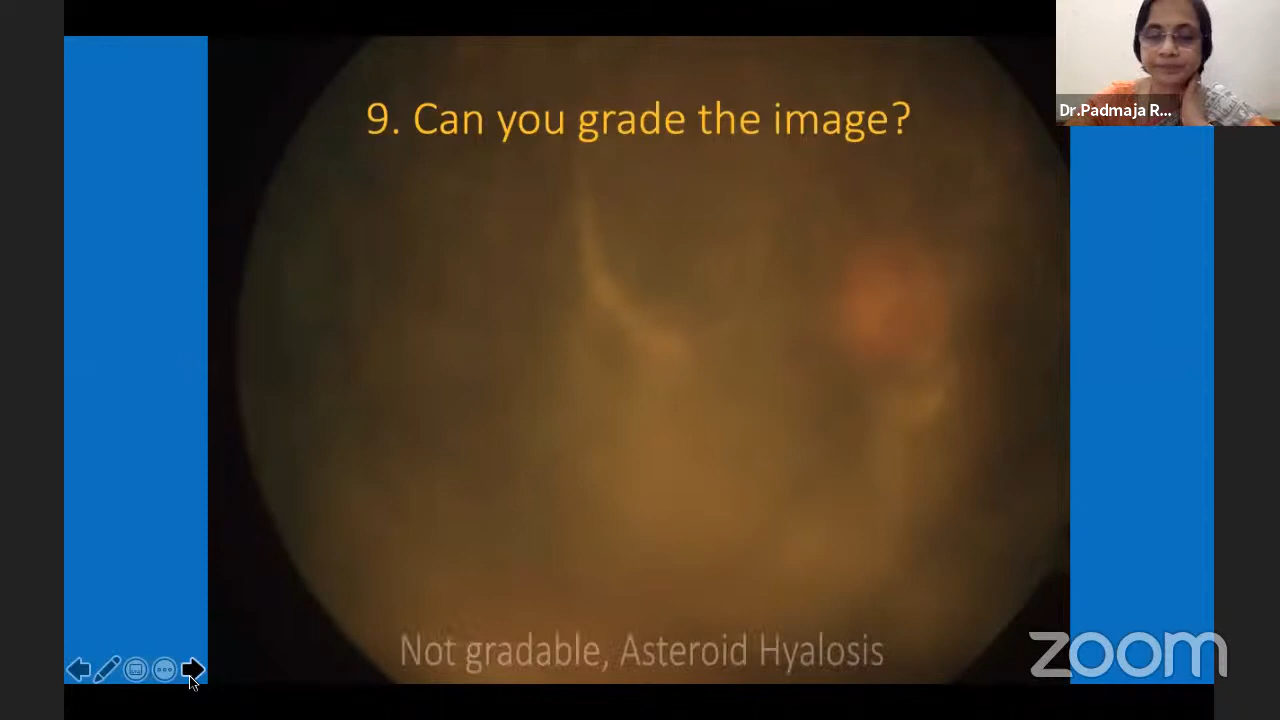 Dr.Padmaja R...
9. Can you grade the image?
Not gradable, Asteroid Hyalosis
zoom